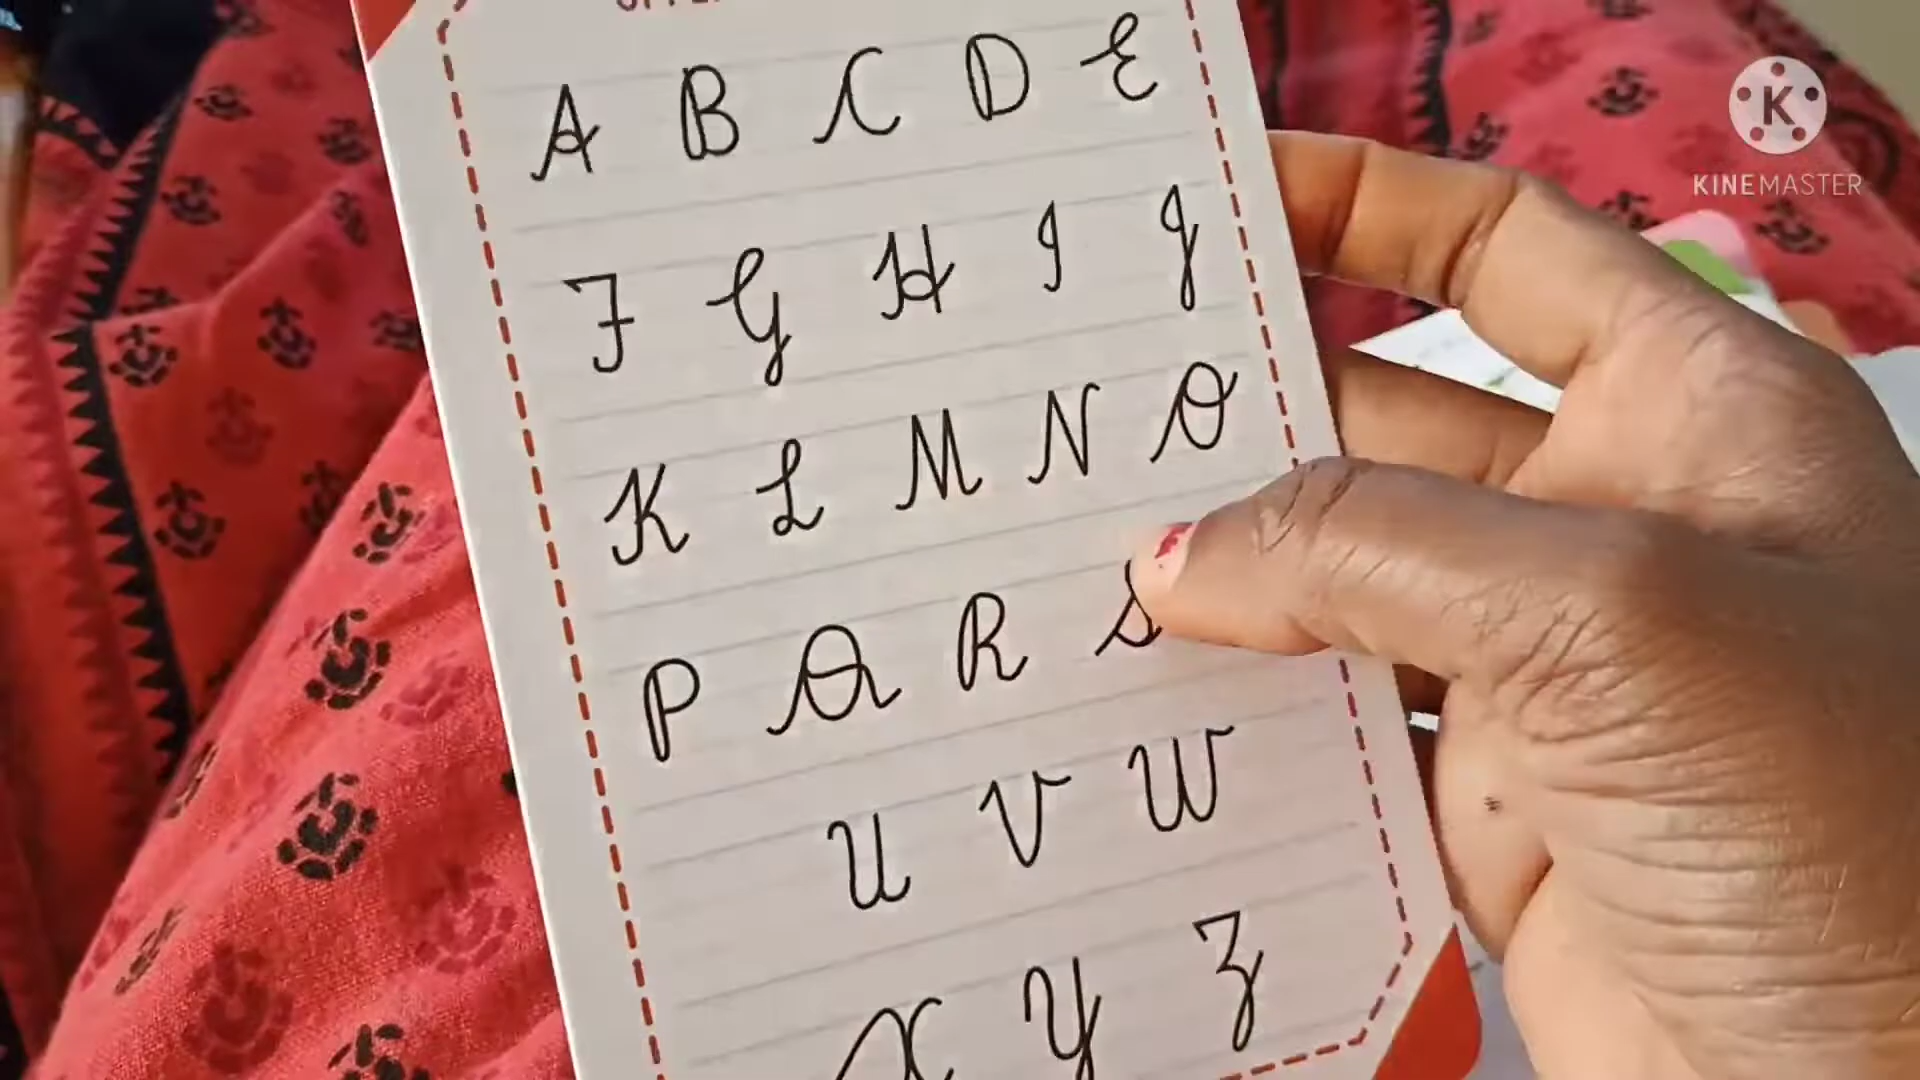 A B C D E
F G H I J
K L M N O
P Q R S
U V W
X Y Z
K
KINEMASTER